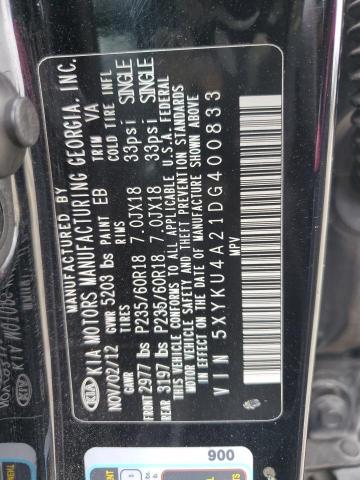 MANUFACTURED BY
KIA KIA MOTORS MANUFACTURING GEORGIA, INC.
NOV/02/12 GWWR 5203 lbs PAINT EB TRIM VA
TIRES RIMS COLD TIRE INFL
FRONT 2977 lbs P235/60R18 7.0JX18 33psi SINGLE
REAR 3197 lbs P235/60R18 7.0JX18 33psi SINGLE
THIS VEHICLE CONFORMS TO ALL APPLICABLE U.S.A. FEDERAL
MOTOR VEHICLE SAFETY AND THEFT PREVENTION STANDARDS
IN EFFECT ON THE DATE OF MANUFACTURE SHOWN ABOVE
VIN 5XYKU4A21DG400833
MPV
900